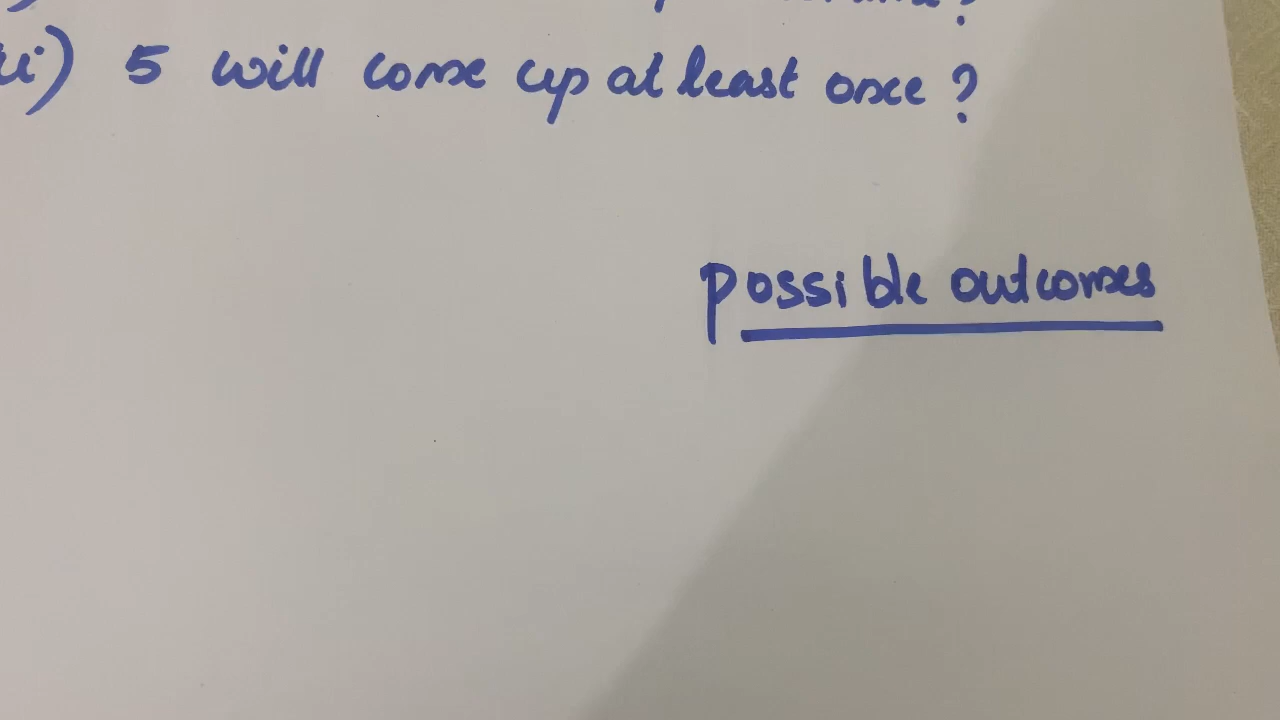 ii) 5 will come up at least once ?
possible outcomes